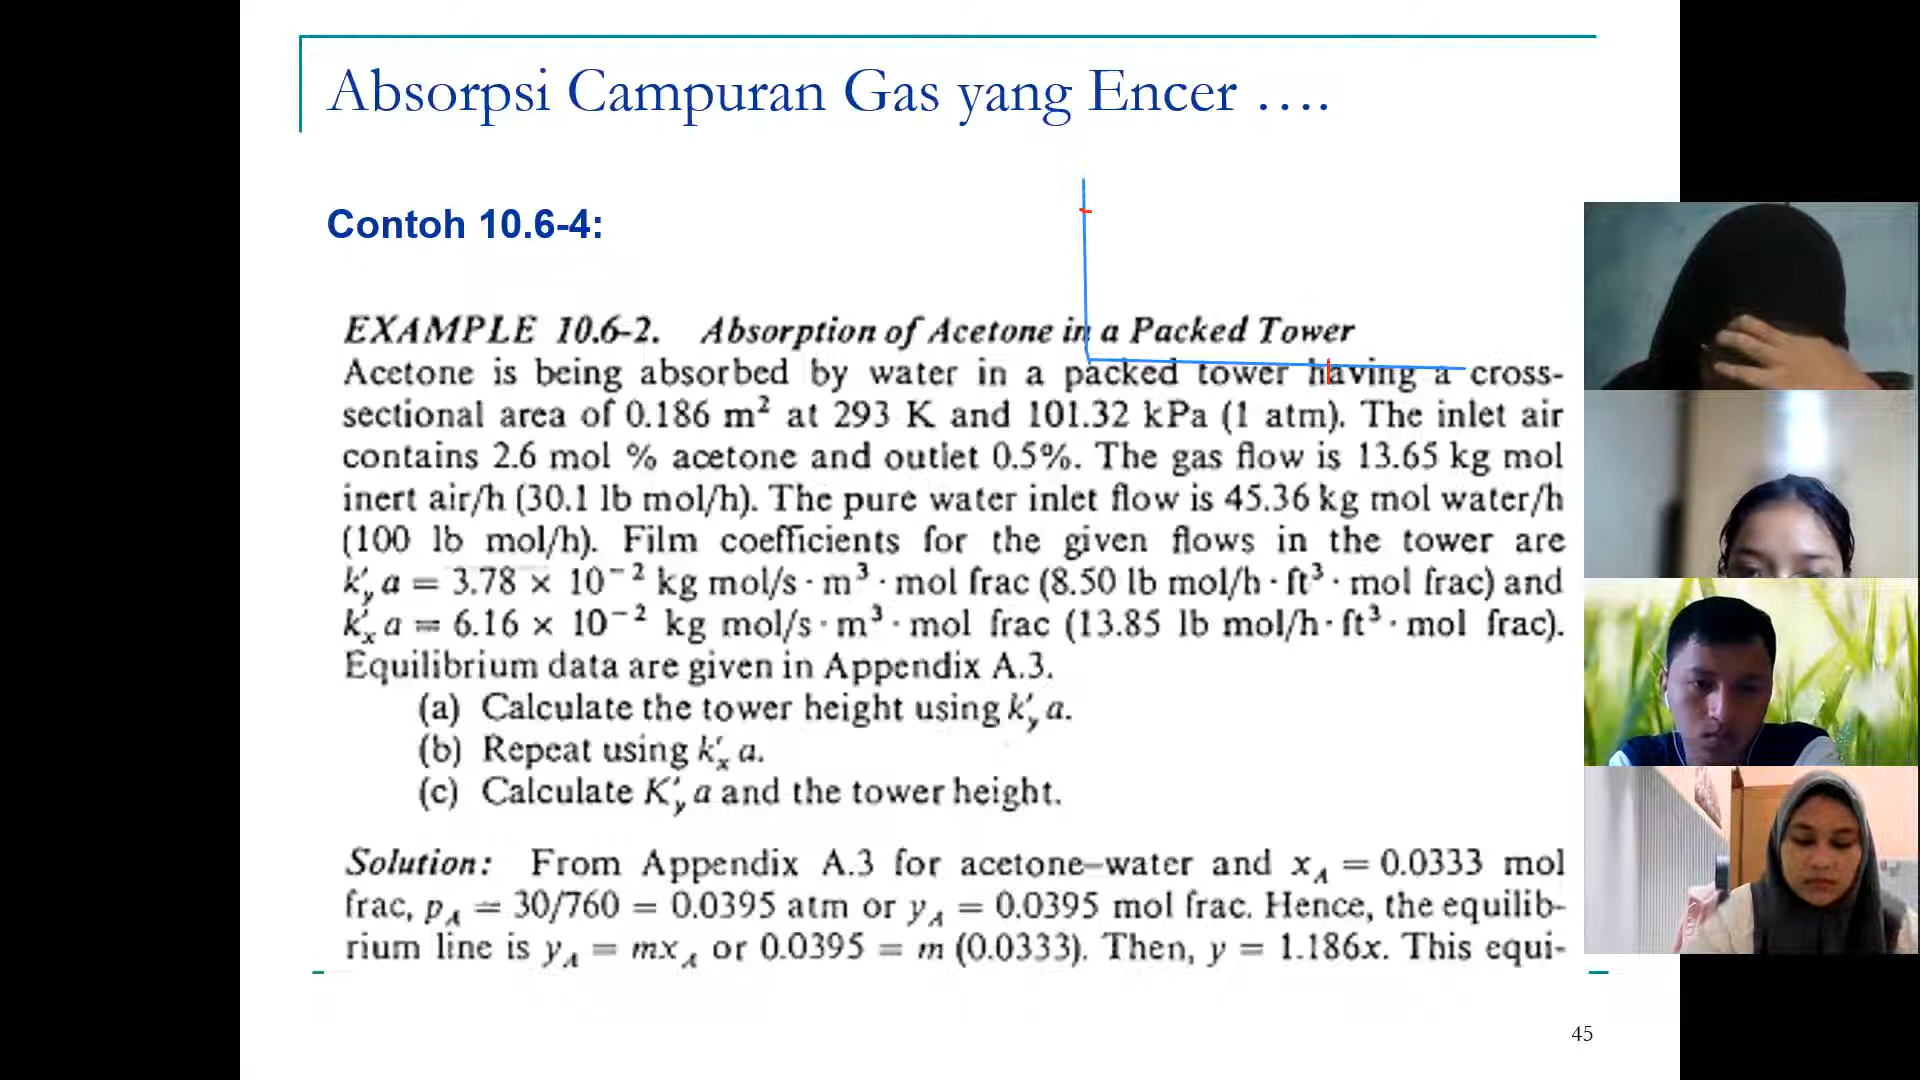 Absorpsi Campuran Gas yang Encer ....
Contoh 10.6-4:
EXAMPLE 10.6-2. Absorption of Acetone in a Packed Tower
Acetone is being absorbed by water in a packed tower having a cross-
sectional area of 0.186 m² at 293 K and 101.32 kPa (1 atm). The inlet air
contains 2.6 mol % acetone and outlet 0.5%. The gas flow is 13.65 kg mol
inert air/h (30.1 lb mol/h). The pure water inlet flow is 45.36 kg mol water/h
(100 lb mol/h). Film coefficients for the given flows in the tower are
k'_y a = 3.78 × 10⁻² kg mol/s · m³ · mol frac (8.50 lb mol/h · ft³ · mol frac) and
k'_x a = 6.16 × 10⁻² kg mol/s · m³ · mol frac (13.85 lb mol/h · ft³ · mol frac).
Equilibrium data are given in Appendix A.3.
(a) Calculate the tower height using k'_y a.
(b) Repeat using k'_x a.
(c) Calculate K'_y a and the tower height.
Solution: From Appendix A.3 for acetone–water and x_A = 0.0333 mol
frac, p_A = 30/760 = 0.0395 atm or y_A = 0.0395 mol frac. Hence, the equilib-
rium line is y_A = mx_A or 0.0395 = m (0.0333). Then, y = 1.186x. This equi-
45